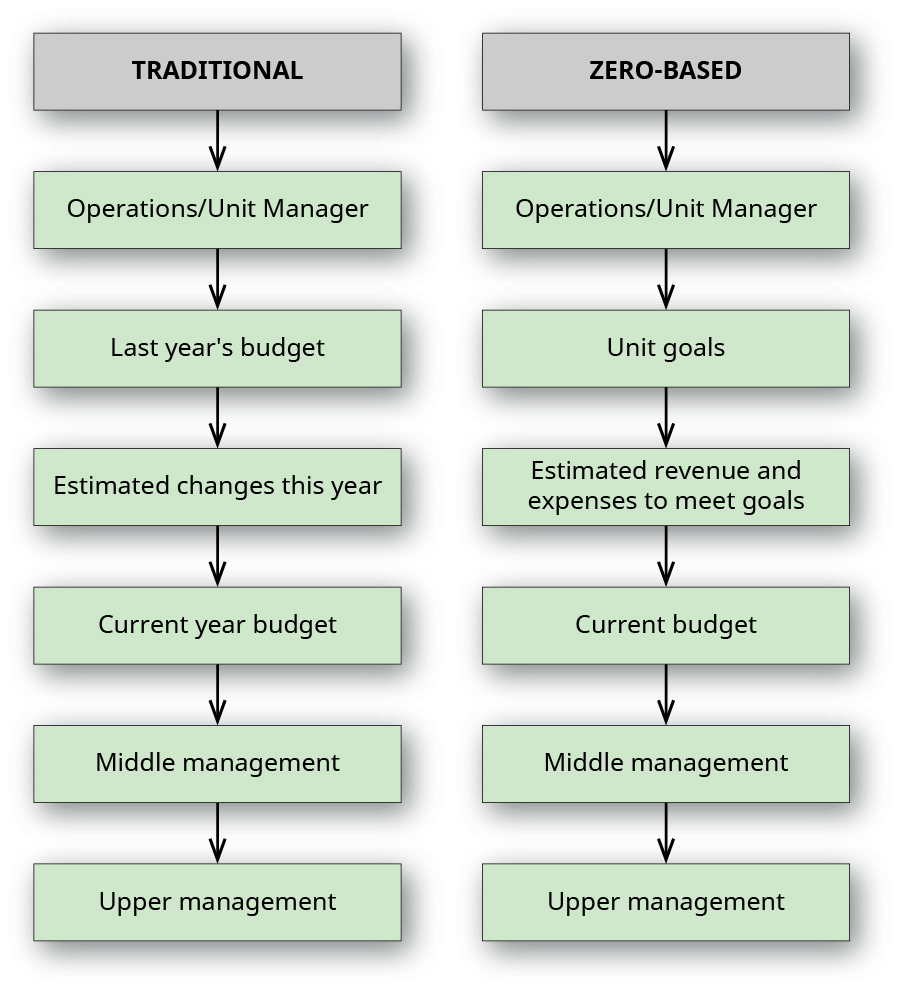 TRADITIONAL
Operations/Unit Manager
Last year's budget
Estimated changes this year
Current year budget
Middle management
Upper management
ZERO-BASED
Operations/Unit Manager
Unit goals
Estimated revenue and
expenses to meet goals
Current budget
Middle management
Upper management